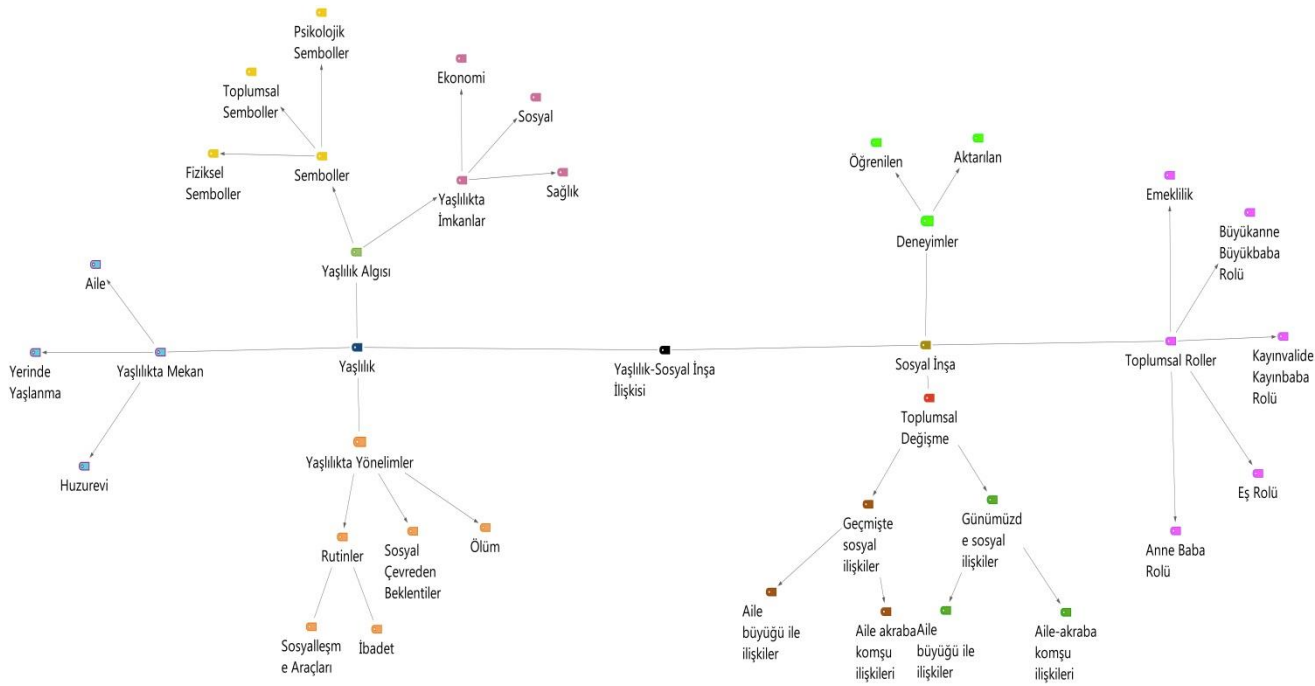 Psikolojik
Semboller
Toplumsal
Semboller
Fiziksel
Semboller
Semboller
Ekonomi
Sosyal
Sağlık
Yaşlılıkta
İmkanlar
Yaşlılık Algısı
Aile
Yerinde
Yaşlanma
Yaşlılıkta Mekan
Huzurevi
Yaşlılık
Yaşlılıkta Yönelimler
Rutinler
Sosyal
Çevreden
Beklentiler
Ölüm
Sosyalleşm
e Araçları
İbadet
Yaşlılık-Sosyal İnşa
İlişkisi
Öğrenilen
Aktarılan
Deneyimler
Sosyal İnşa
Toplumsal
Değişme
Geçmişte
sosyal
ilişkiler
Günümüzd
e sosyal
ilişkiler
Aile
büyüğü ile
ilişkiler
Aile akraba
komşu
ilişkileri
Aile
büyüğü ile
ilişkiler
Aile-akraba
komşu
ilişkileri
Emeklilik
Büyükanne
Büyükbaba
Rolü
Toplumsal Roller
Kayınvalide
Kayınbaba
Rolü
Eş Rolü
Anne Baba
Rolü